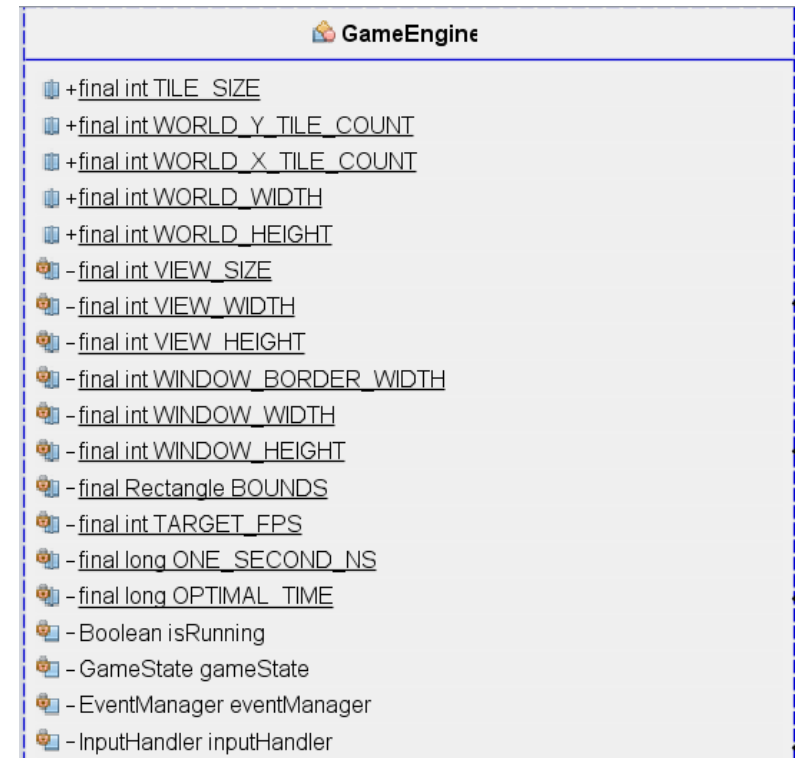 GameEngine
+final int TILE_SIZE
+final int WORLD_Y_TILE_COUNT
+final int WORLD_X_TILE_COUNT
+final int WORLD_WIDTH
+final int WORLD_HEIGHT
-final int VIEW_SIZE
-final int VIEW_WIDTH
-final int VIEW_HEIGHT
-final int WINDOW_BORDER_WIDTH
-final int WINDOW_WIDTH
-final int WINDOW_HEIGHT
-final Rectangle BOUNDS
-final int TARGET_FPS
-final long ONE_SECOND_NS
-final long OPTIMAL_TIME
-Boolean isRunning
-GameState gameState
-EventManager eventManager
-InputHandler inputHandler